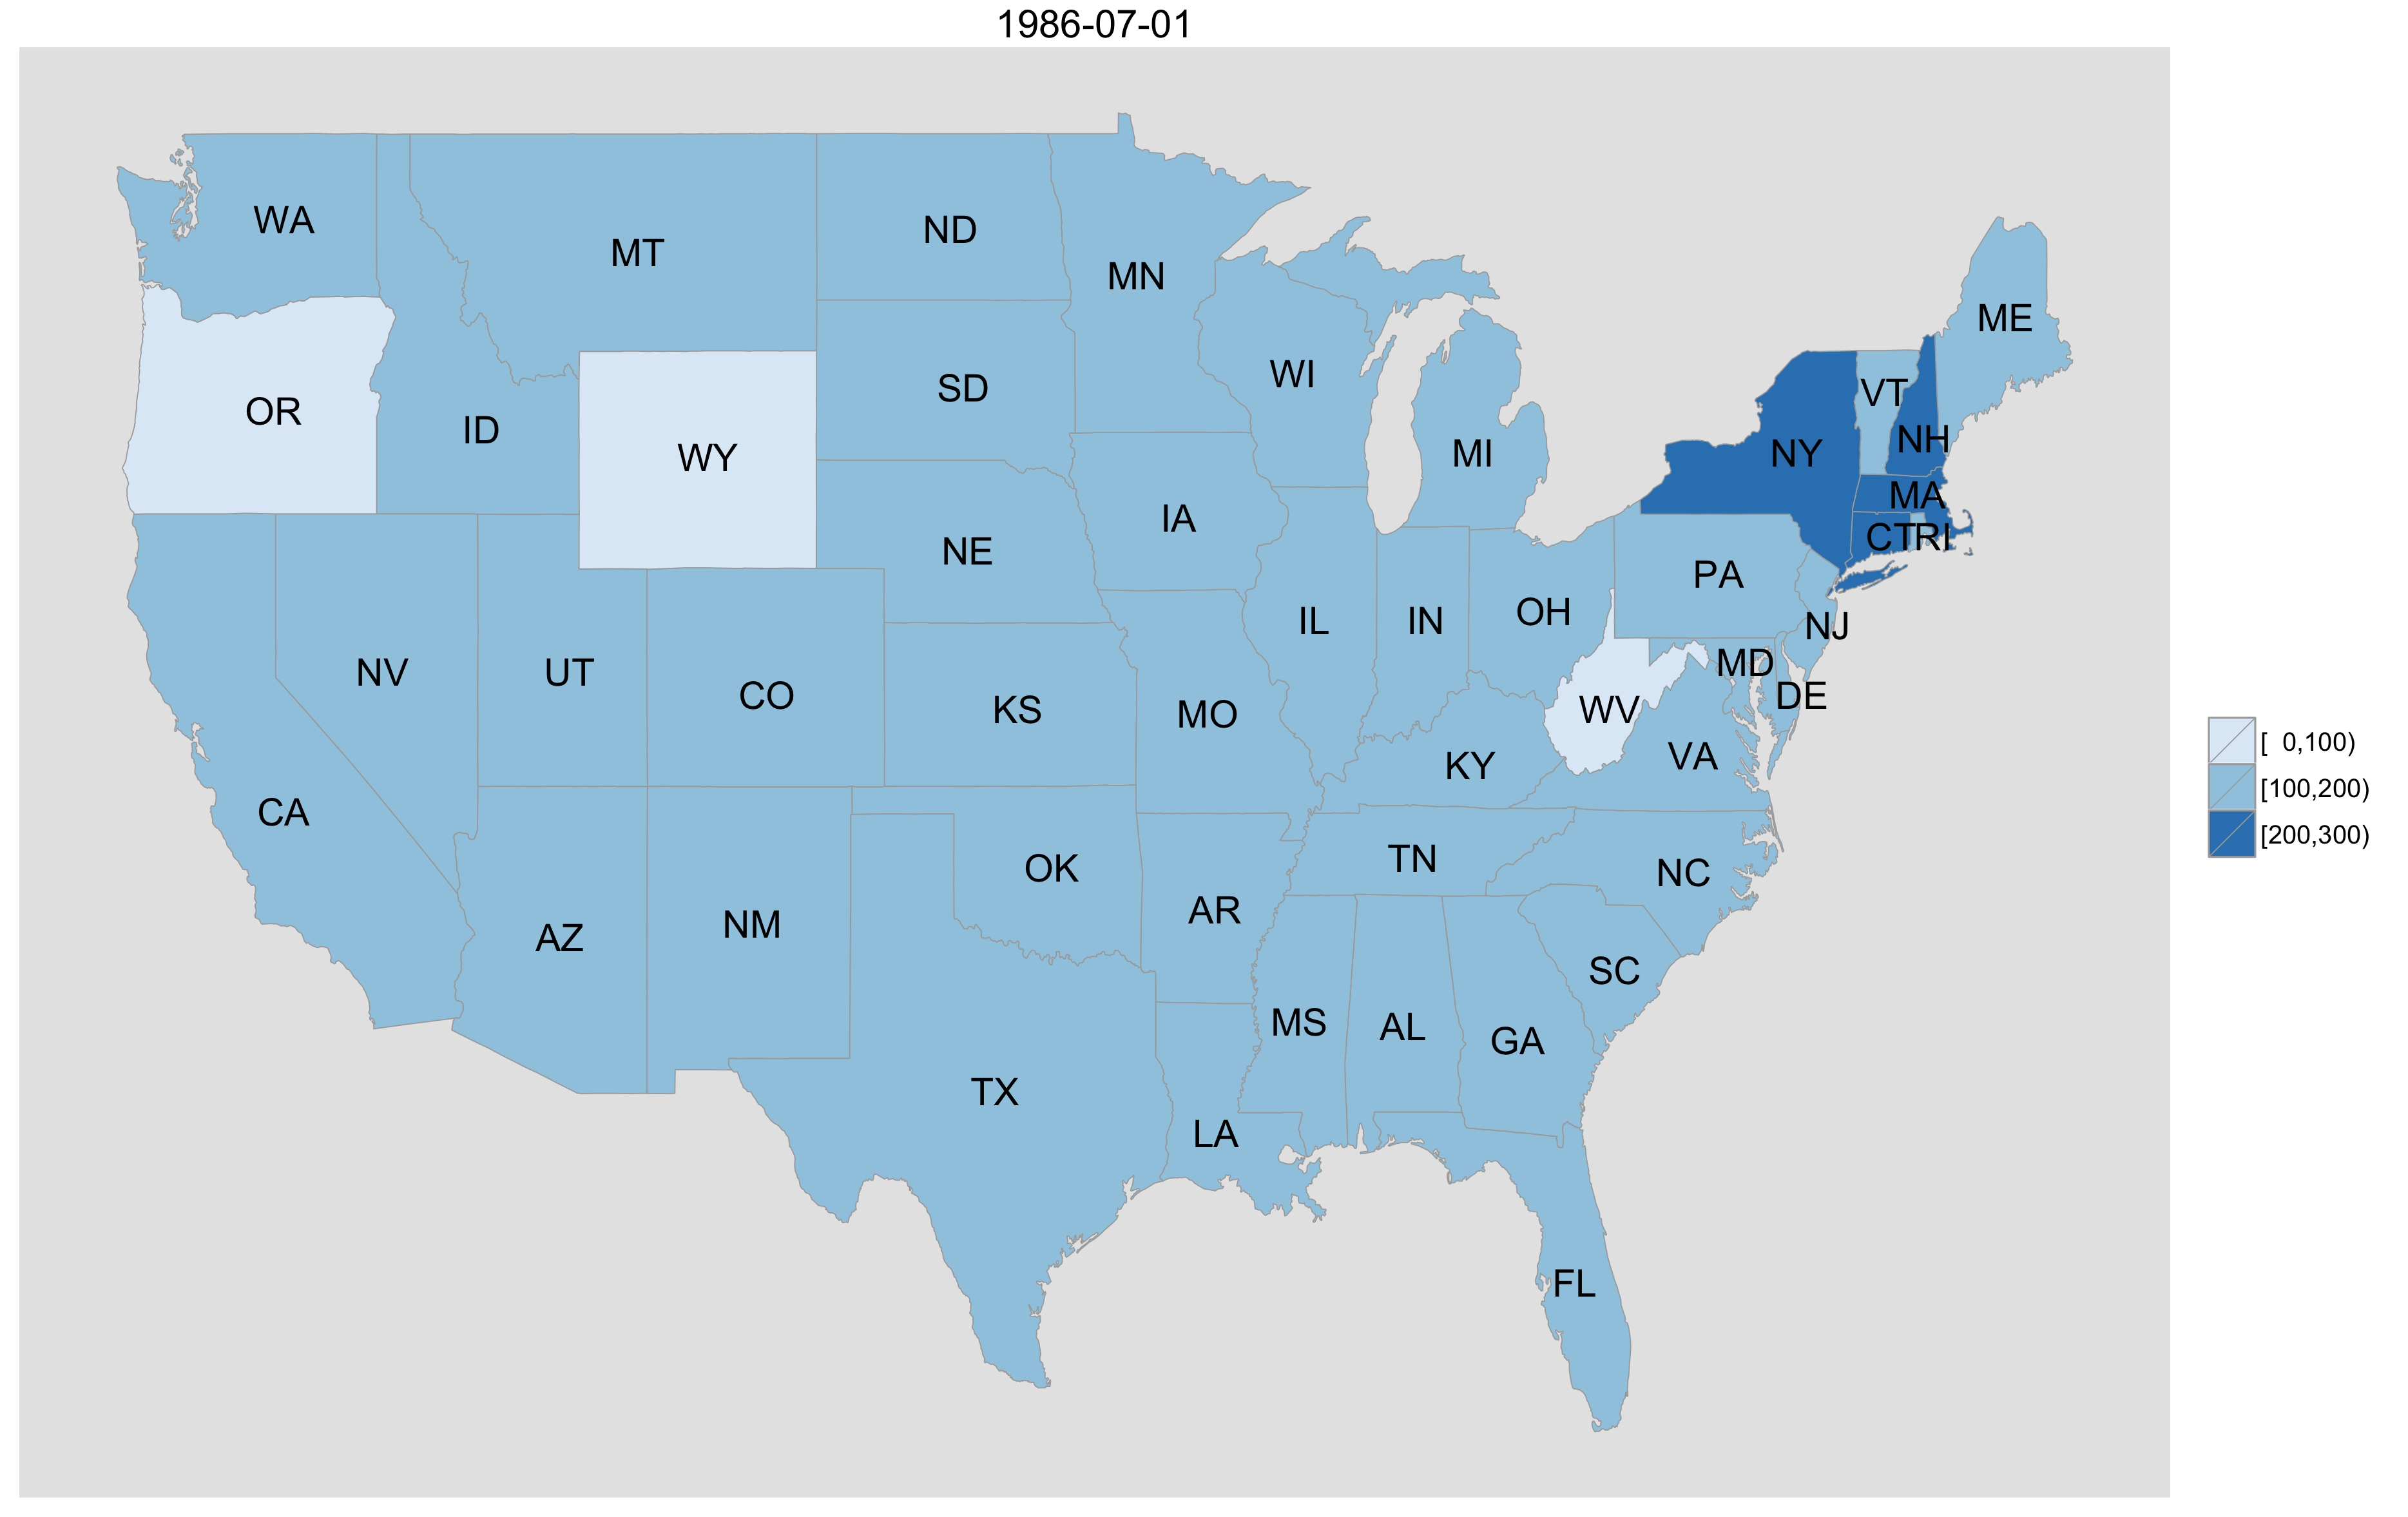 1986-07-01
WA
MT
ND
MN
ME
OR
ID
WY
SD
WI
MI
VT
NY
NH
MA
CT
RI
NE
IA
PA
NJ
NV
UT
CO
KS
MO
IL
IN
OH
WV
MD
DE
VA
KY
CA
AZ
NM
OK
AR
TN
NC
SC
MS
AL
GA
TX
LA
FL
[  0,100)
[100,200)
[200,300)